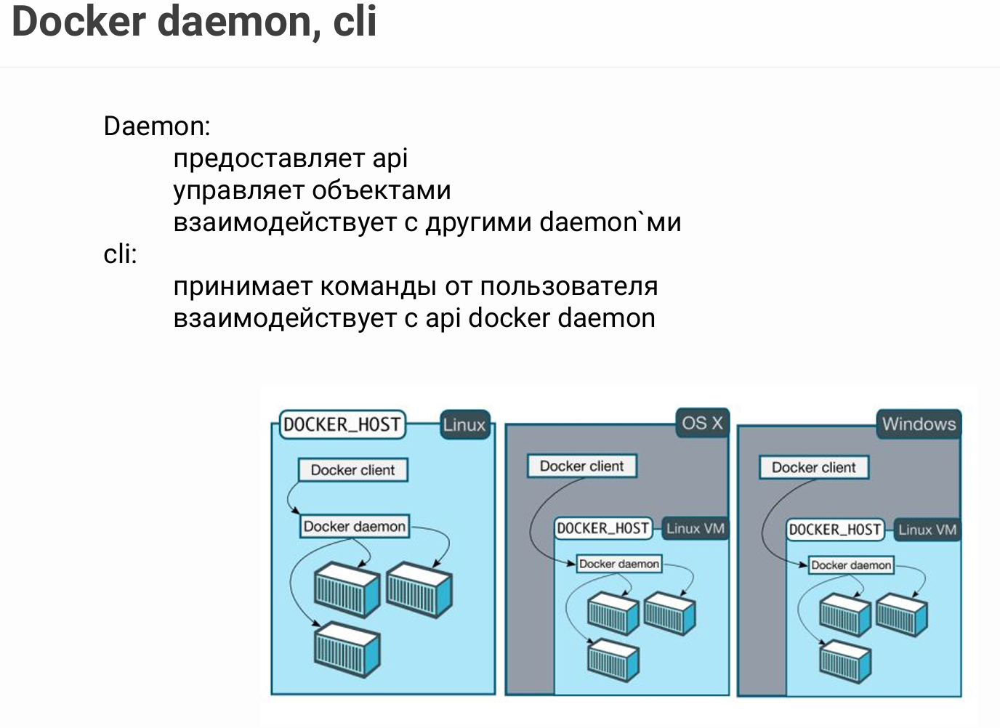 Docker daemon, cli
Daemon:
предоставляет api
управляет объектами
взаимодействует с другими daemon`ми
cli:
принимает команды от пользователя
взаимодействует с api docker daemon
DOCKER_HOST
Linux
Docker client
Docker daemon
OS X
Docker client
DOCKER_HOST
Linux VM
Docker daemon
Windows
Docker client
DOCKER_HOST
Linux VM
Docker daemon